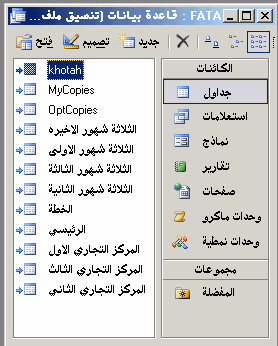 FATA : قاعدة بيانات (تنسيق ملف...
فتح تصميم جديد
الكائنات
جداول
استعلامات
نماذج
تقارير
صفحات
وحدات ماكرو
وحدات نمطية
مجموعات
المفضلة
khotah
MyCopies
OptCopies
الثلاثة شهور الاخيره
الثلاثة شهور الاولى
الثلاثة شهور الثالثة
الثلاثة شهور الثانية
الخطة
الرئيسي
المركز التجاري الاول
المركز التجاري الثالث
المركز التجاري الثاني